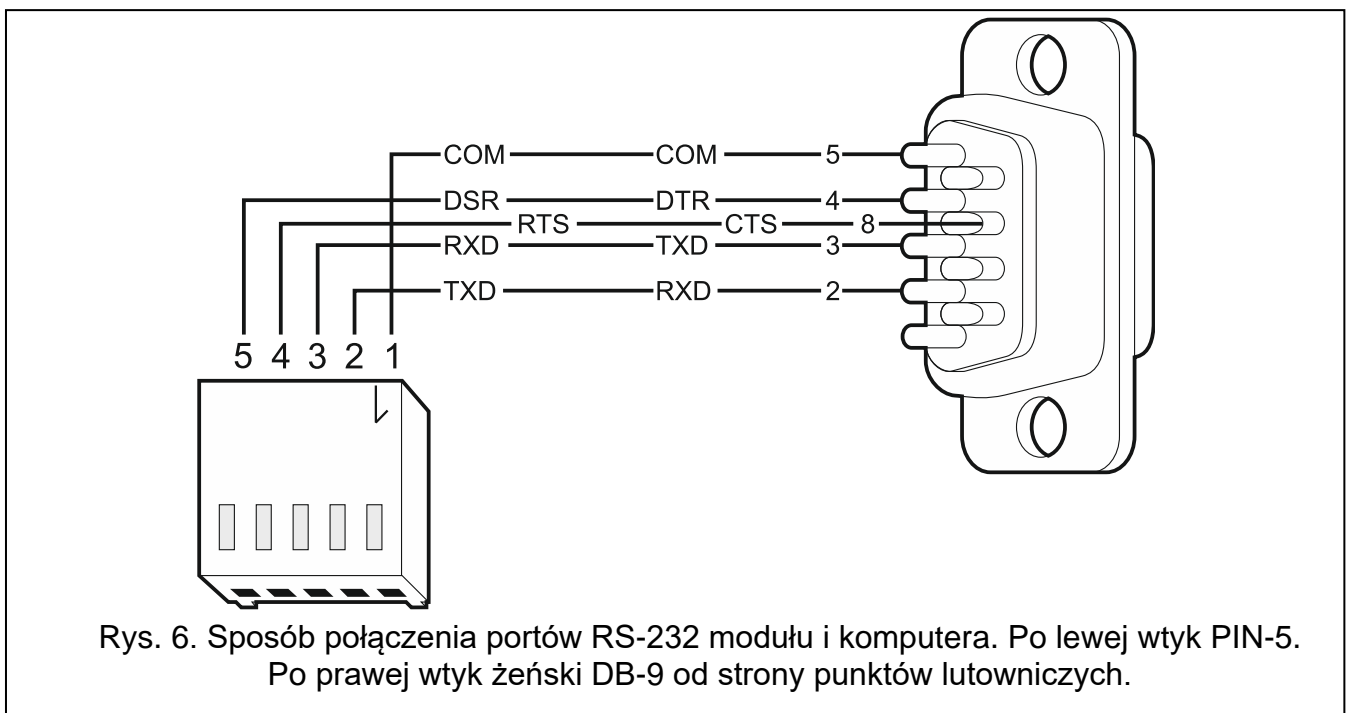 COM COM 5
DSR DTR 4
RTS CTS 8
RXD TXD 3
TXD RXD 2
5 4 3 2 1
Rys. 6. Sposób połączenia portów RS-232 modułu i komputera. Po lewej wtyk PIN-5.
Po prawej wtyk żeński DB-9 od strony punktów lutowniczych.